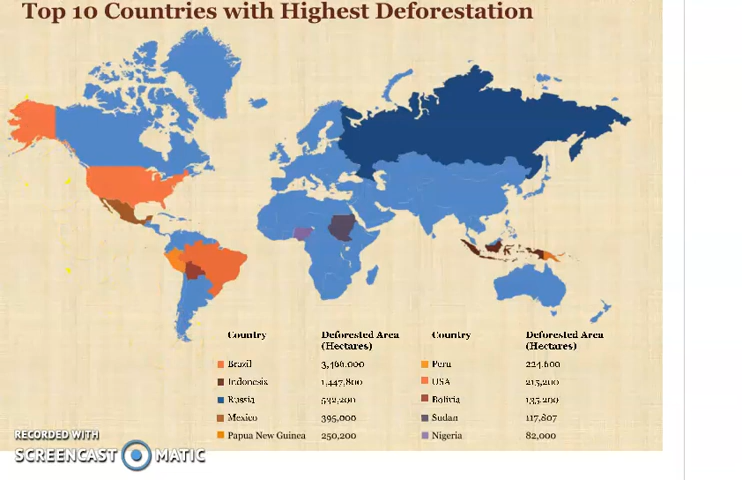 Top 10 Countries with Highest Deforestation
Country Deforested Area (Hectares) Country Deforested Area (Hectares)
Brazil 3,466,000 Peru 224,600
Indonesia 1,447,800 USA 215,200
Russia 532,200 Bolivia 135,200
Mexico 395,000 Sudan 117,807
Papua New Guinea 250,200 Nigeria 82,000
RECORDED WITH
SCREENCAST MATIC